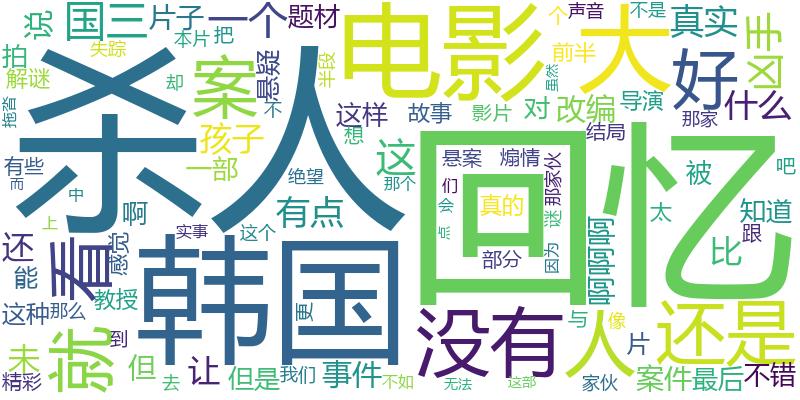 说 国三 片子 一个 题材 电影 大 个 声音 不是 真实 凶手
拍 失踪 本片 把 悬疑 半段 前半 虽然
解谜 却 案 不 好 什么
拖沓 杀人 这样 故事 影片 对 改编 导演 那家
孩子 想 回忆 结局
有些 一部 绝望 这 悬案 煽情 那家伙 被 吧
而 中 那个 们 真的 谜 太 知道
上 啊 有点 会 啊啊啊 跟
还 看 感觉 实事 这个 点 部分 因为 比
能 韩国
这种 那么 教授 更 没有 与 人 像 还是
就 到 片
未 但 让 事件
精彩 去 但是 我们 不如 无法 这部 家伙 案件 最后 不错